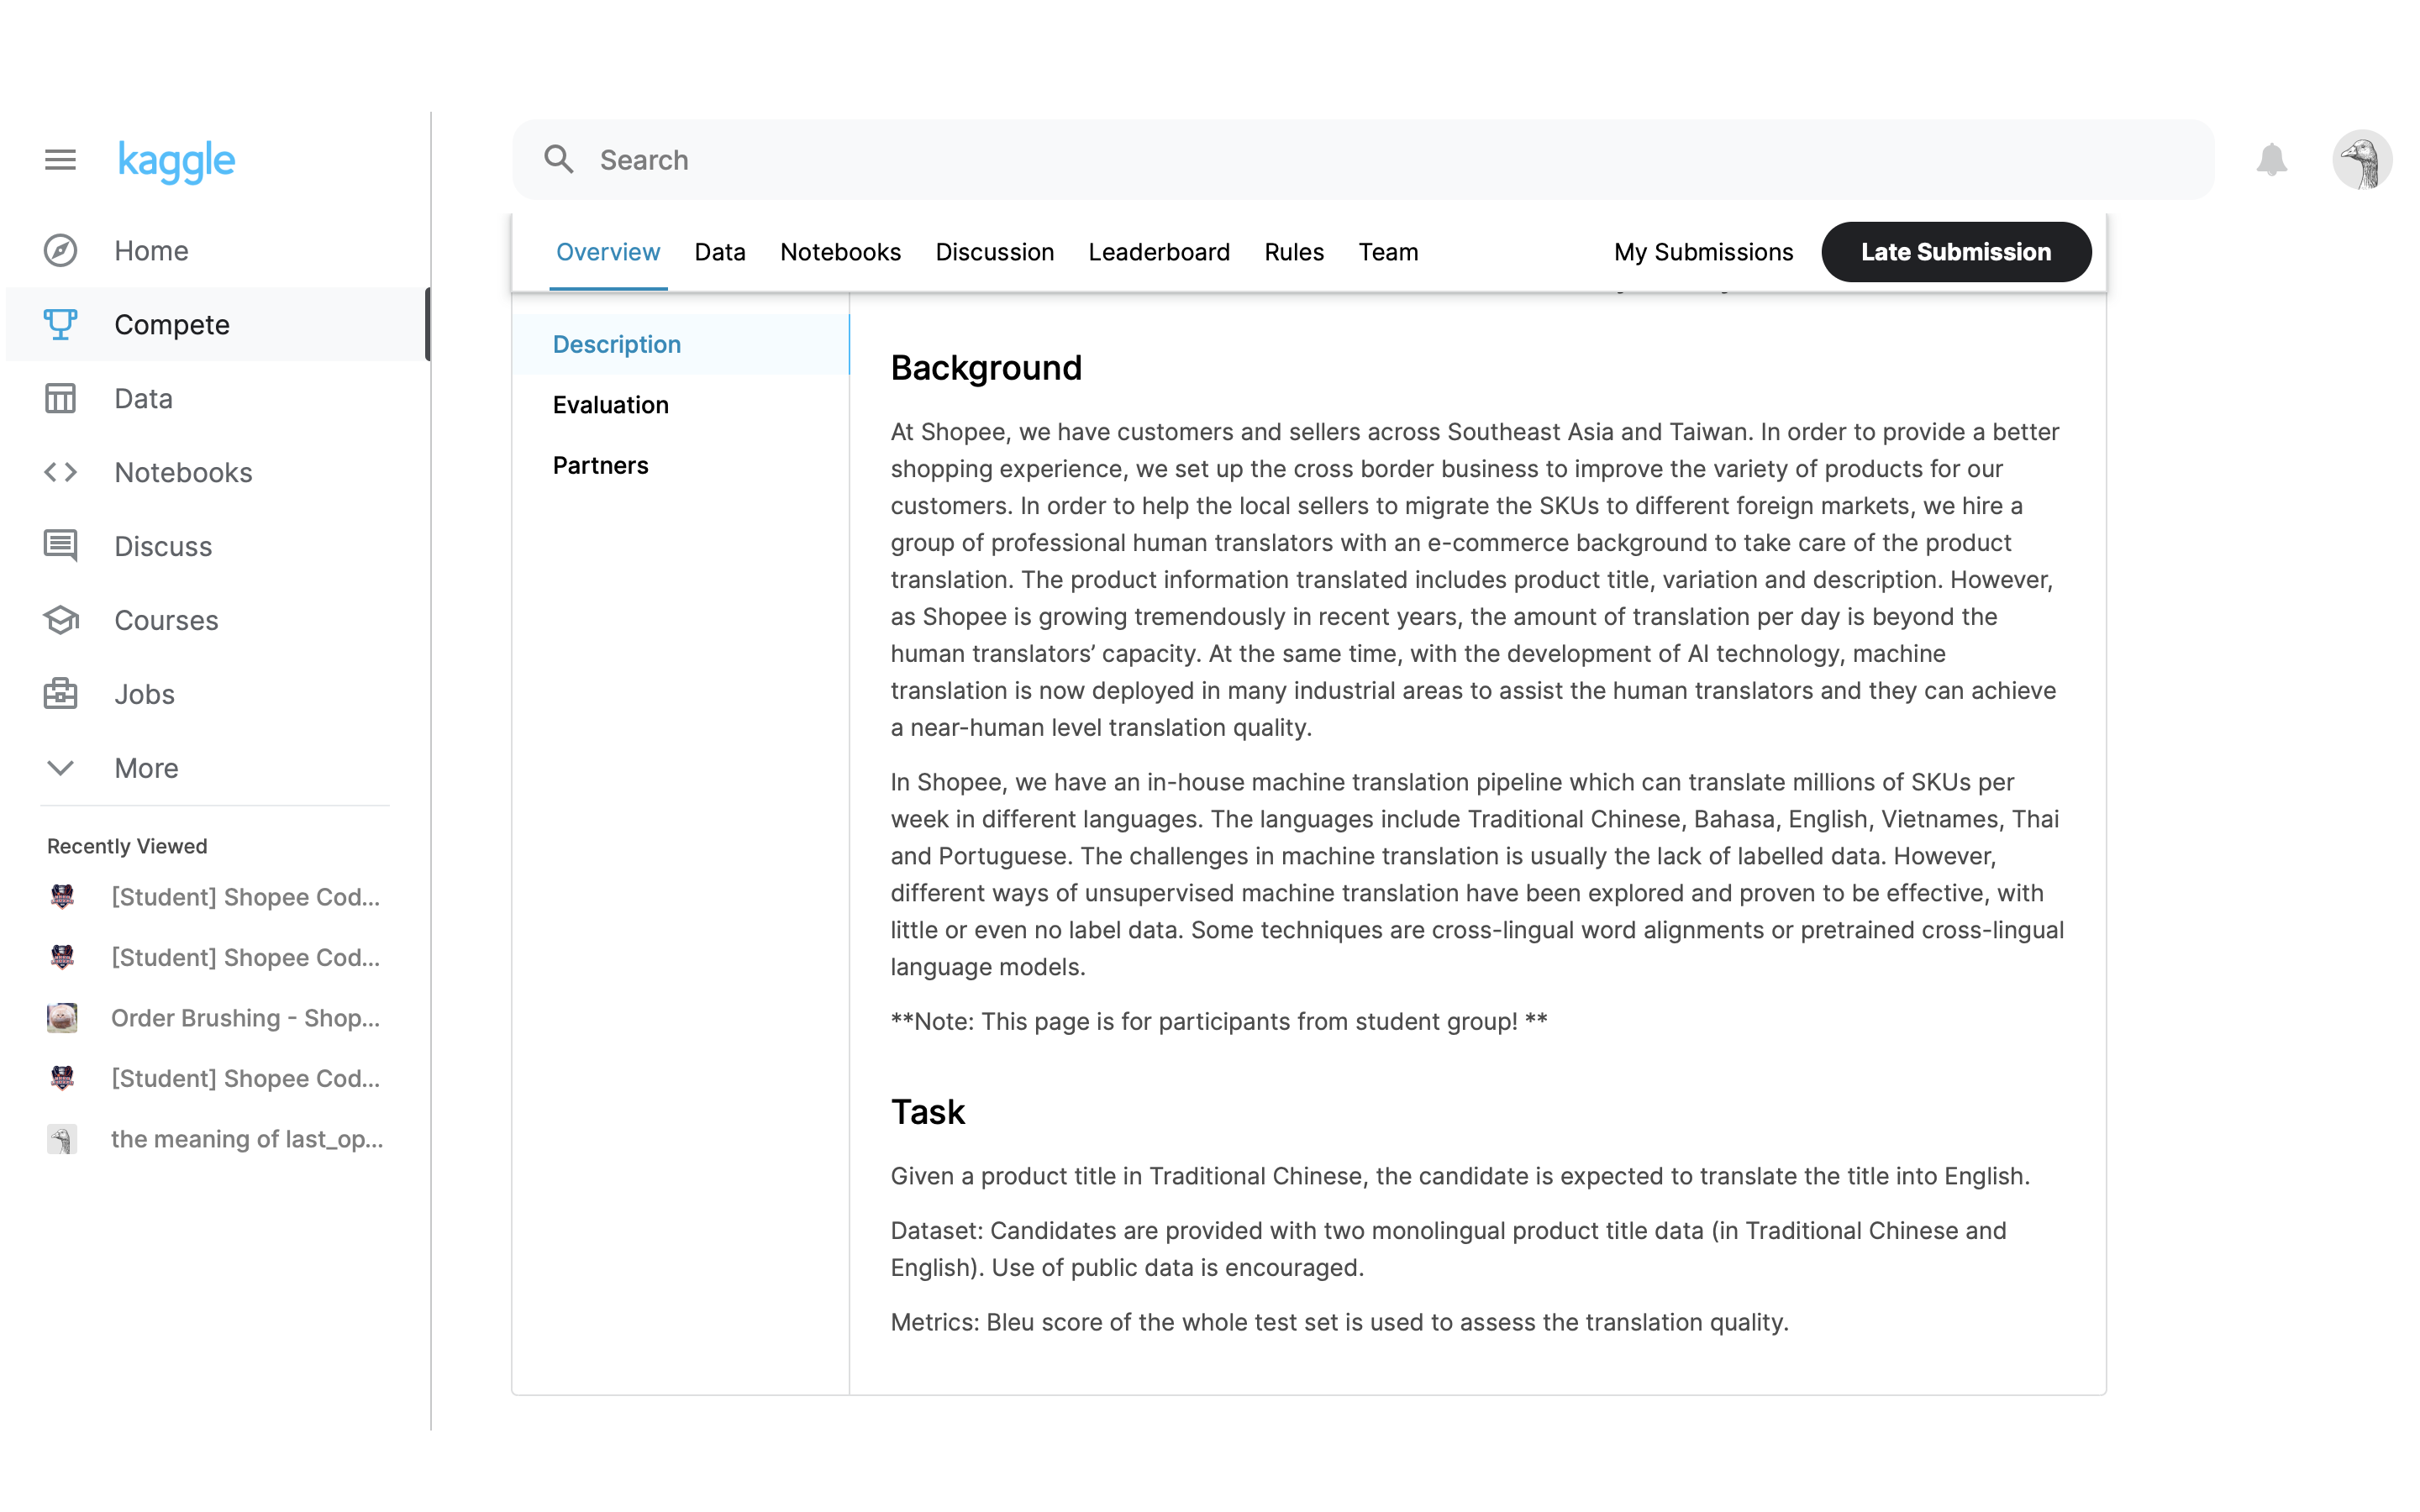 kaggle
Search
Home
Compete
Data
Notebooks
Discuss
Courses
Jobs
More
Recently Viewed
[Student] Shopee Cod...
[Student] Shopee Cod...
Order Brushing - Shop...
[Student] Shopee Cod...
the meaning of last_op...
Overview Data Notebooks Discussion Leaderboard Rules Team My Submissions Late Submission
Description
Evaluation
Partners
Background
At Shopee, we have customers and sellers across Southeast Asia and Taiwan. In order to provide a better
shopping experience, we set up the cross border business to improve the variety of products for our
customers. In order to help the local sellers to migrate the SKUs to different foreign markets, we hire a
group of professional human translators with an e-commerce background to take care of the product
translation. The product information translated includes product title, variation and description. However,
as Shopee is growing tremendously in recent years, the amount of translation per day is beyond the
human translators’ capacity. At the same time, with the development of AI technology, machine
translation is now deployed in many industrial areas to assist the human translators and they can achieve
a near-human level translation quality.
In Shopee, we have an in-house machine translation pipeline which can translate millions of SKUs per
week in different languages. The languages include Traditional Chinese, Bahasa, English, Vietnames, Thai
and Portuguese. The challenges in machine translation is usually the lack of labelled data. However,
different ways of unsupervised machine translation have been explored and proven to be effective, with
little or even no label data. Some techniques are cross-lingual word alignments or pretrained cross-lingual
language models.
**Note: This page is for participants from student group! **
Task
Given a product title in Traditional Chinese, the candidate is expected to translate the title into English.
Dataset: Candidates are provided with two monolingual product title data (in Traditional Chinese and
English). Use of public data is encouraged.
Metrics: Bleu score of the whole test set is used to assess the translation quality.